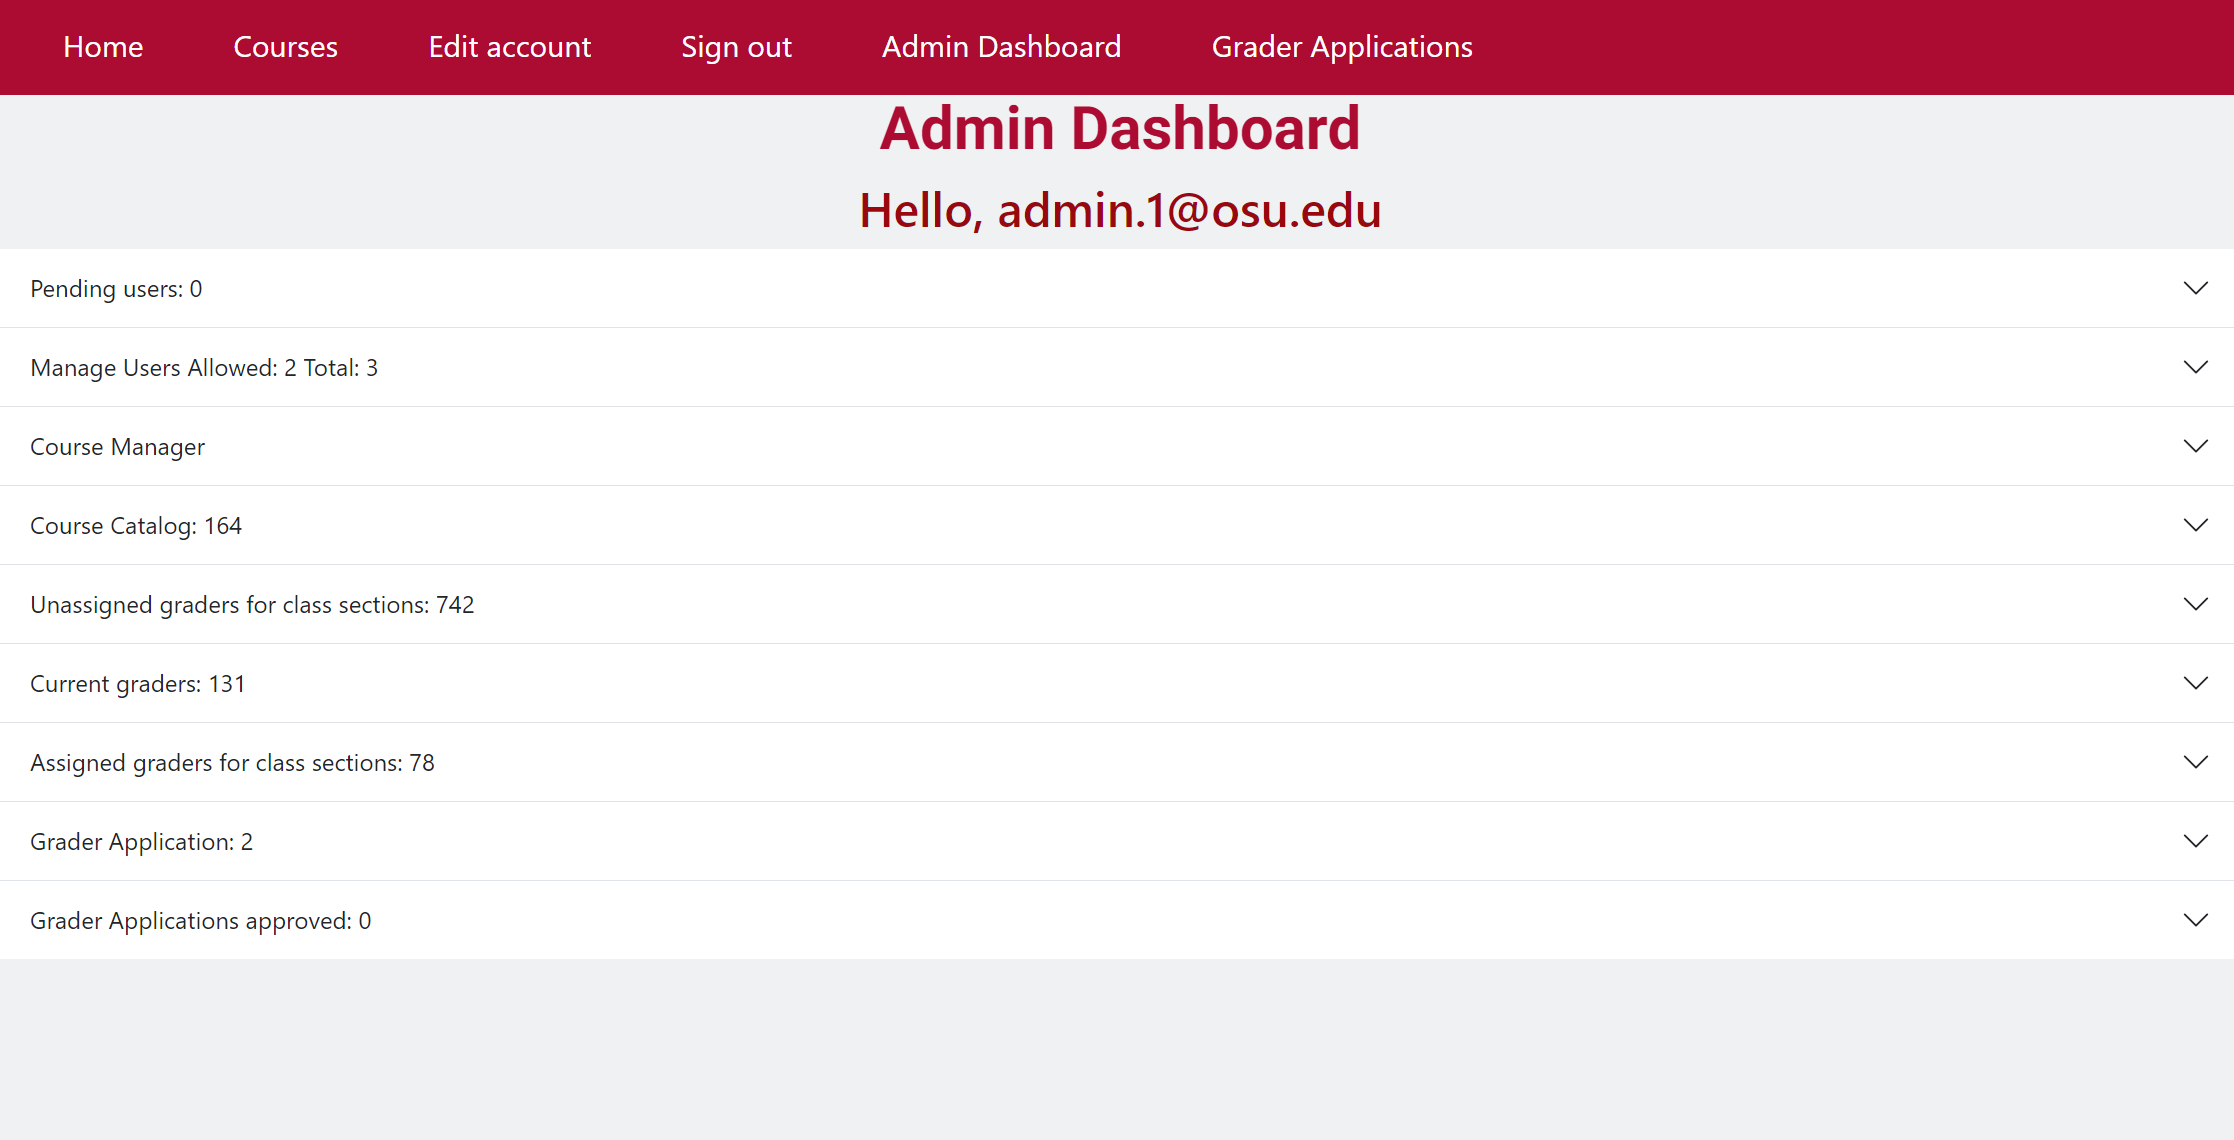 Home Courses Edit account Sign out Admin Dashboard Grader Applications
Admin Dashboard
Hello, admin.1@osu.edu
Pending users: 0
Manage Users Allowed: 2 Total: 3
Course Manager
Course Catalog: 164
Unassigned graders for class sections: 742
Current graders: 131
Assigned graders for class sections: 78
Grader Application: 2
Grader Applications approved: 0